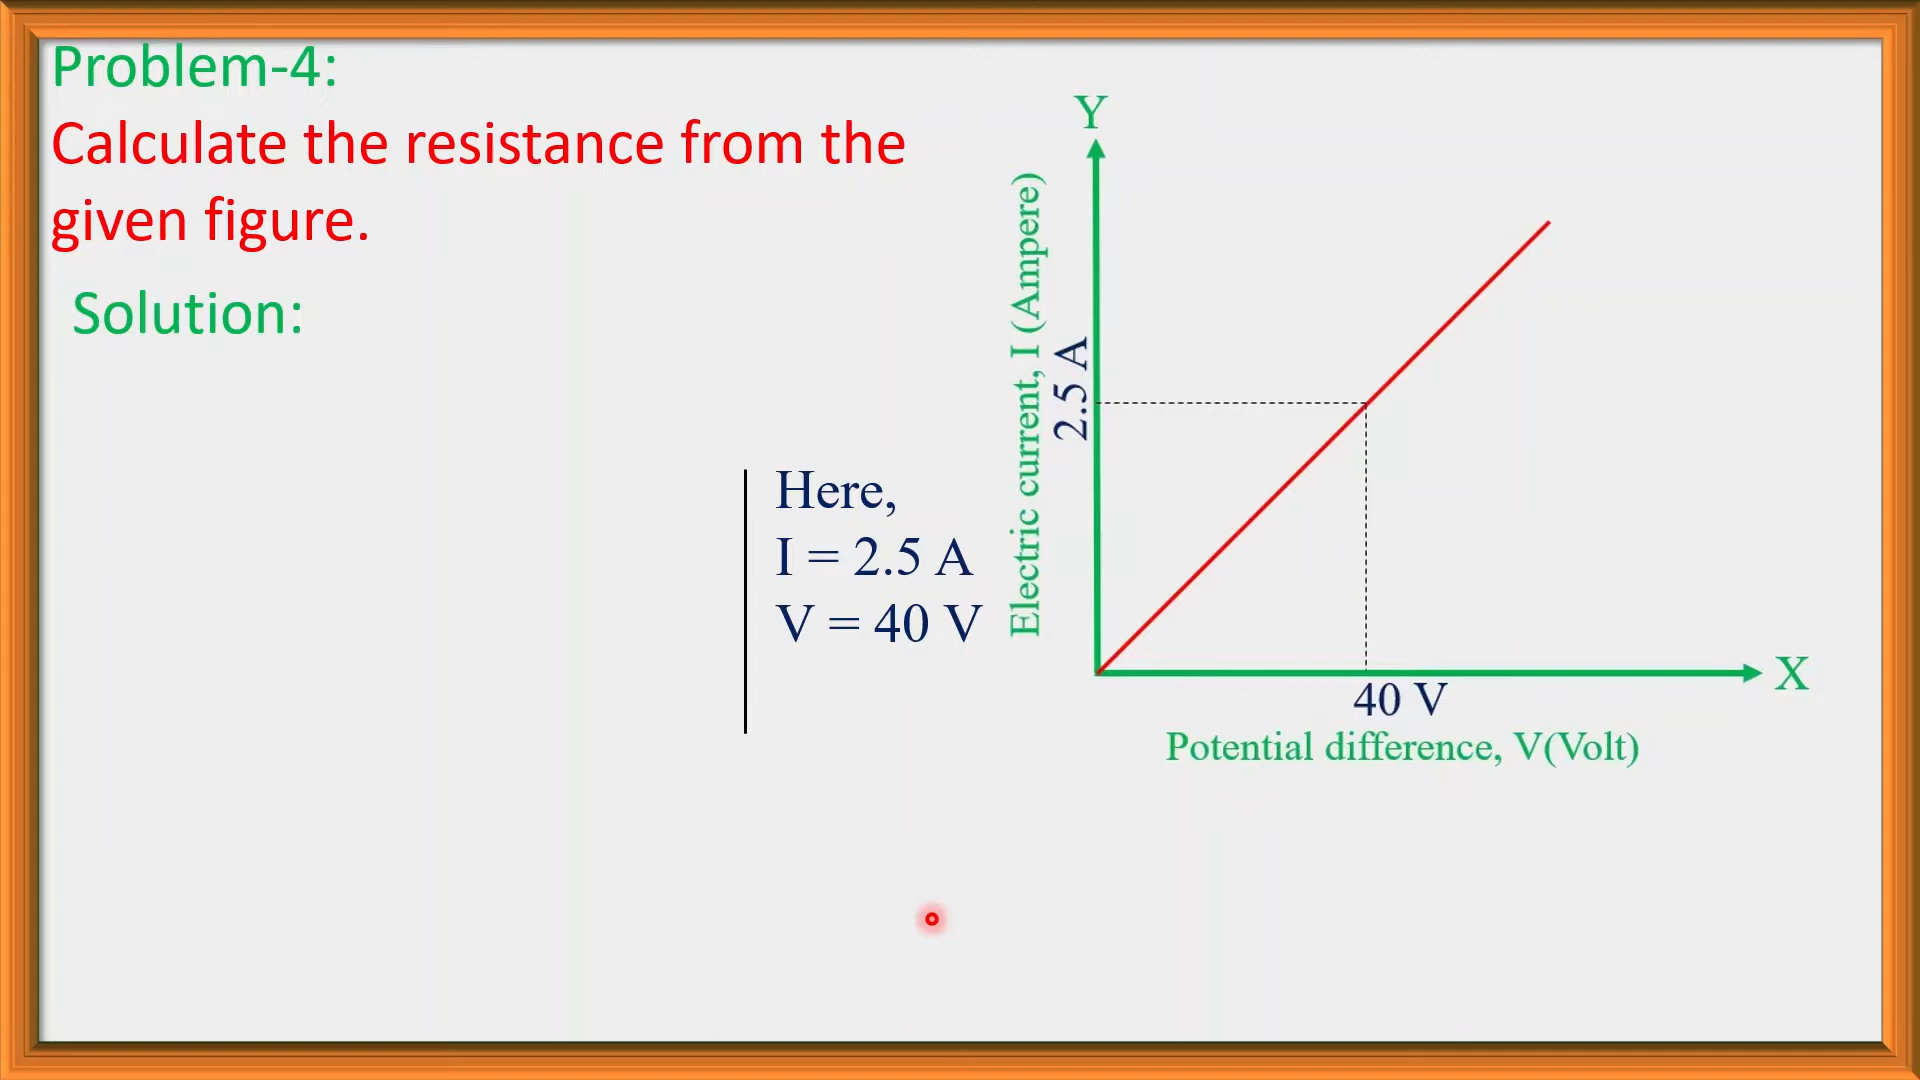 Problem-4:
Calculate the resistance from the
given figure.
Solution:
Here,
I = 2.5 A
V = 40 V
Y
Electric current, I (Ampere)
2.5 A
X
40 V
Potential difference, V(Volt)